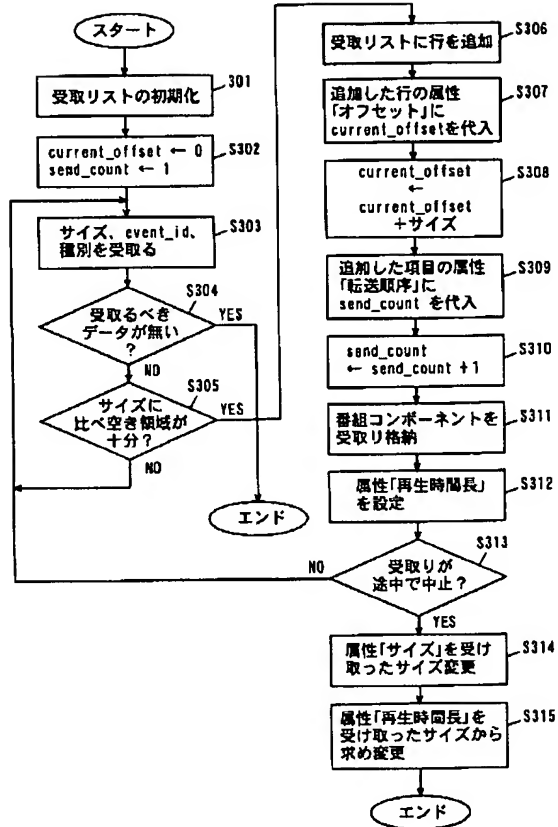 スタート
受取リストの初期化
301
current_offset ← 0
send_count ← 1
S302
サイズ、event_id、
種別を受取る
S303
受取るべき
データが無い
?
S304
YES
NO
サイズに
比べ空き領域が
十分?
S305
YES
NO
エンド
受取リストに行を追加
S306
追加した行の属性
「オフセット」に
current_offsetを代入
S307
current_offset
←
current_offset
+サイズ
S308
追加した項目の属性
「転送順序」に
send_count を代入
S309
send_count
← send_count +1
S310
番組コンポーネントを
受取り格納
S311
属性「再生時間長」
を設定
S312
受取りが
途中で中止?
S313
NO
YES
属性「サイズ」を受け
取ったサイズ変更
S314
属性「再生時間長」を
受け取ったサイズから
求め変更
S315
エンド